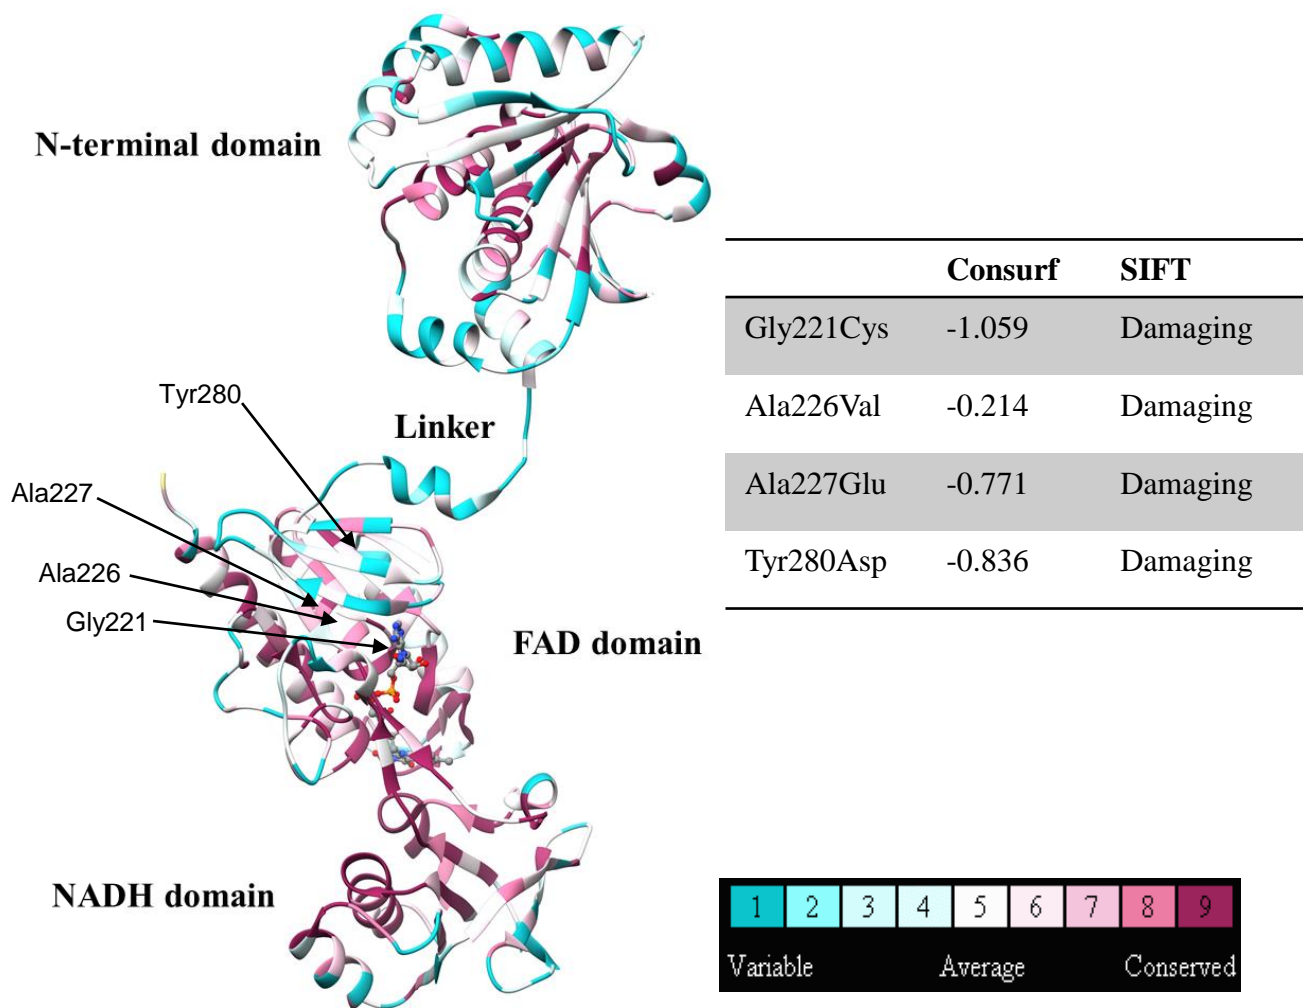 N-terminal domain
Tyr280
Linker
Ala227
Ala226
Gly221
FAD domain
NADH domain
Consurf SIFT
Gly221Cys -1.059 Damaging
Ala226Val -0.214 Damaging
Ala227Glu -0.771 Damaging
Tyr280Asp -0.836 Damaging
1 2 3 4 5 6 7 8 9
Variable Average Conserved